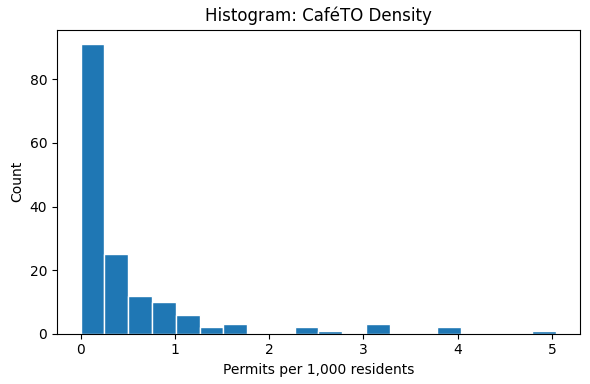 Histogram: CaféTO Density
Count
80
60
40
20
0
0 1 2 3 4 5
Permits per 1,000 residents